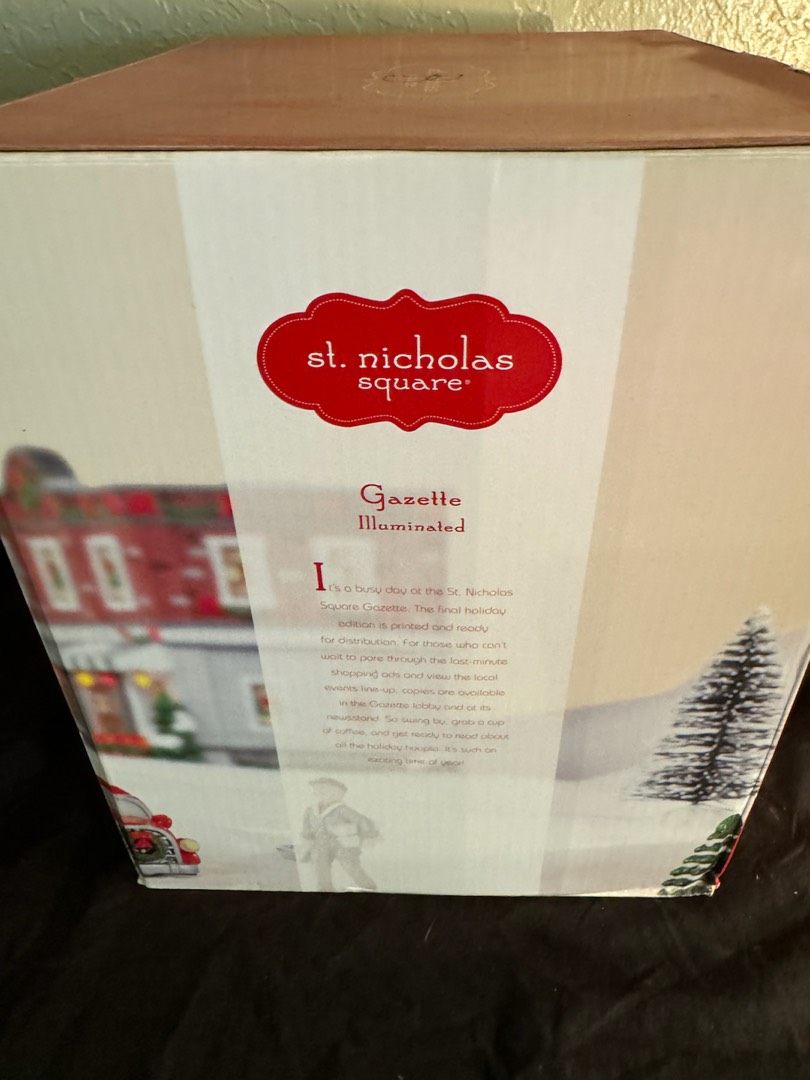 st. nicholas
square®
Gazette
Illuminated
It's a busy day at the St. Nicholas
Square Gazette. The final holiday
edition is printed and ready
for distribution. For those who can't
wait to pore through the last-minute
shopping ads and view the local
events line-up, copies are available
in the Gazette lobby and at its
newsstand. So swing by, grab a cup
of coffee, and get ready to read about
all the holiday hoopla. It's such an
exciting time of year!